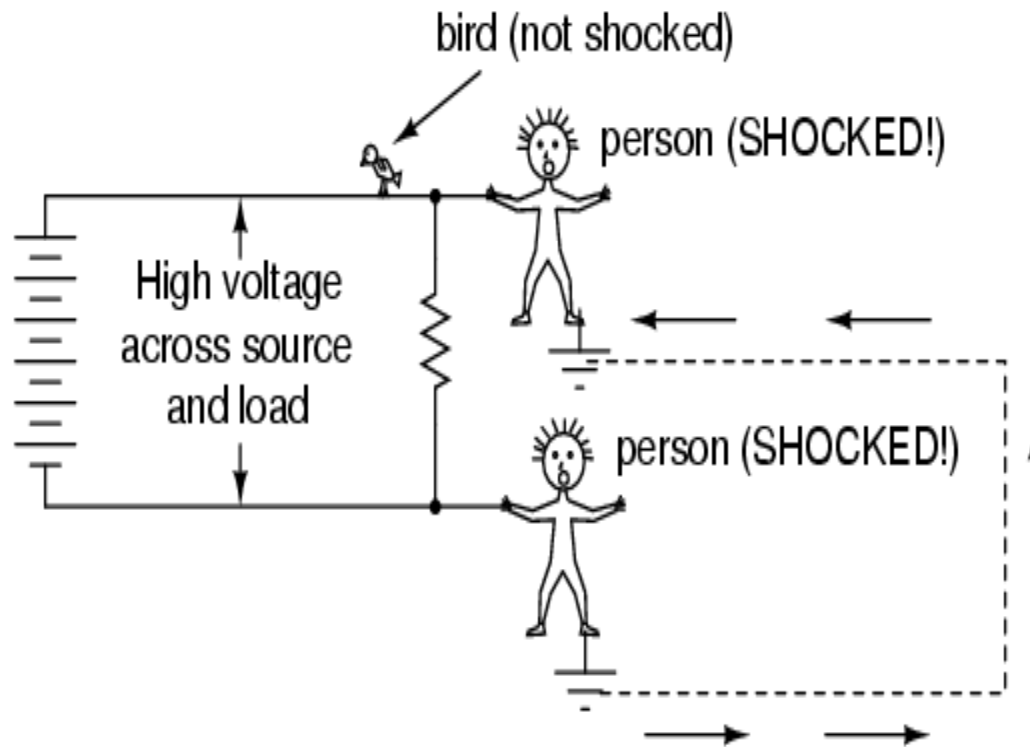 bird (not shocked)
person (SHOCKED!)
High voltage
across source
and load
person (SHOCKED!)